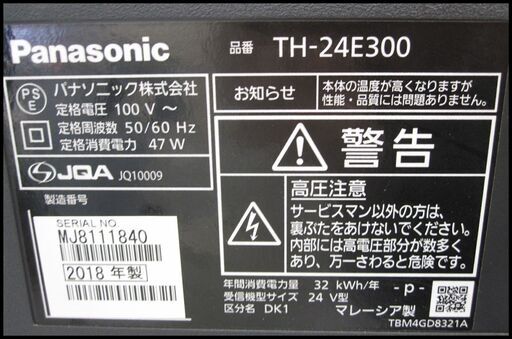 Panasonic
品番 TH-24E300
PS
E
パナソニック株式会社
定格電圧 100 V 〜
定格周波数 50/60 Hz
定格消費電力 47 W
JQA JQ10009
製造番号
SERIAL NO
MJ8111840
2018 年製
お知らせ
本体の温度が高くなりますが
性能・品質には問題ありません。
警告
高圧注意
サービスマン以外の方は、
裏ぶたをあけないでください。
内部には高電圧部分が数多く
あり、万一さわると危険です。
年間消費電力量 32 kWh/年
受信機型サイズ 24 V型
区分名 DK1
-p-
マレーシア製
TBM4GD8321A